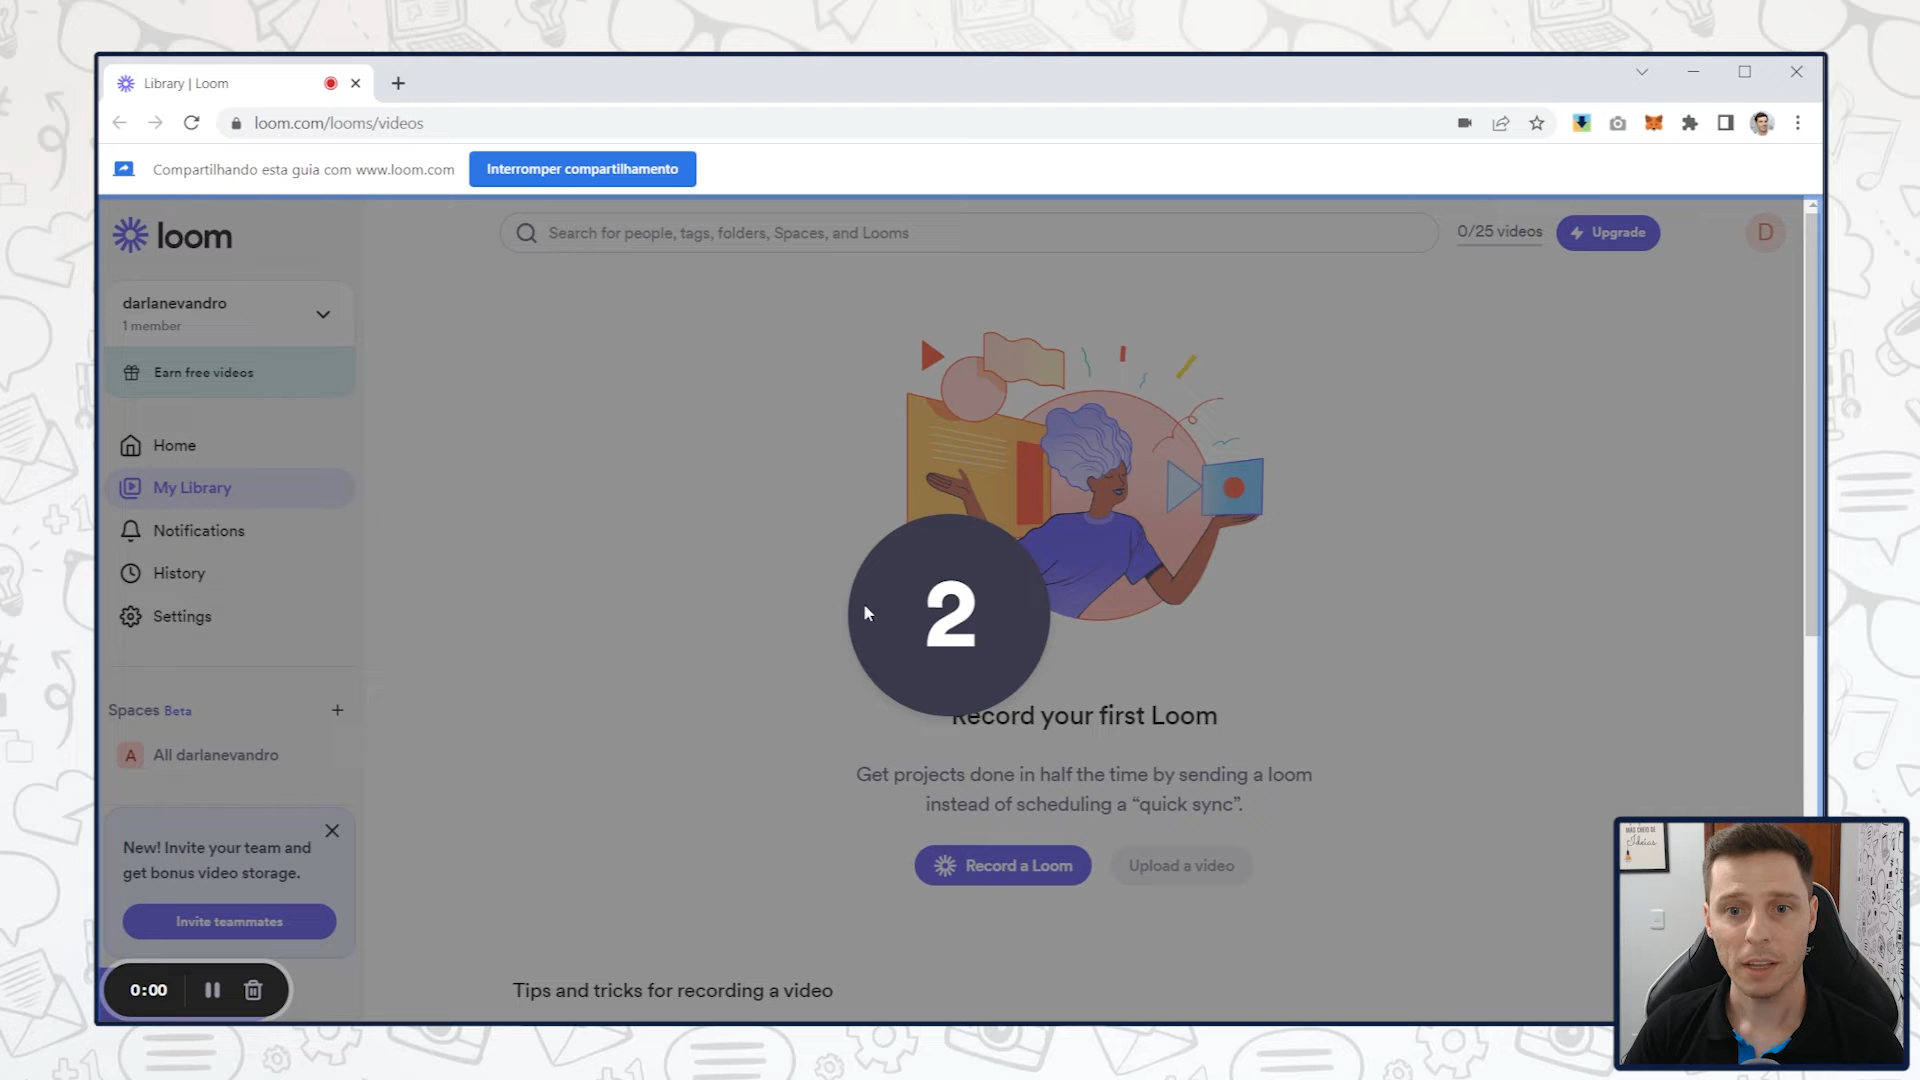 Library | Loom
loom.com/looms/videos
Compartilhando esta guia com www.loom.com
Interromper compartilhamento
loom
Search for people, tags, folders, Spaces, and Looms
0/25 videos
Upgrade
D
darlanevandro
1 member
Earn free videos
Home
My Library
Notifications
History
Settings
Spaces Beta
A All darlanevandro
New! Invite your team and
get bonus video storage.
Invite teammates
0:00
2
Record your first Loom
Get projects done in half the time by sending a loom
instead of scheduling a “quick sync”.
Record a Loom
Upload a video
Tips and tricks for recording a video
MAO CHEIO DE
Ideias